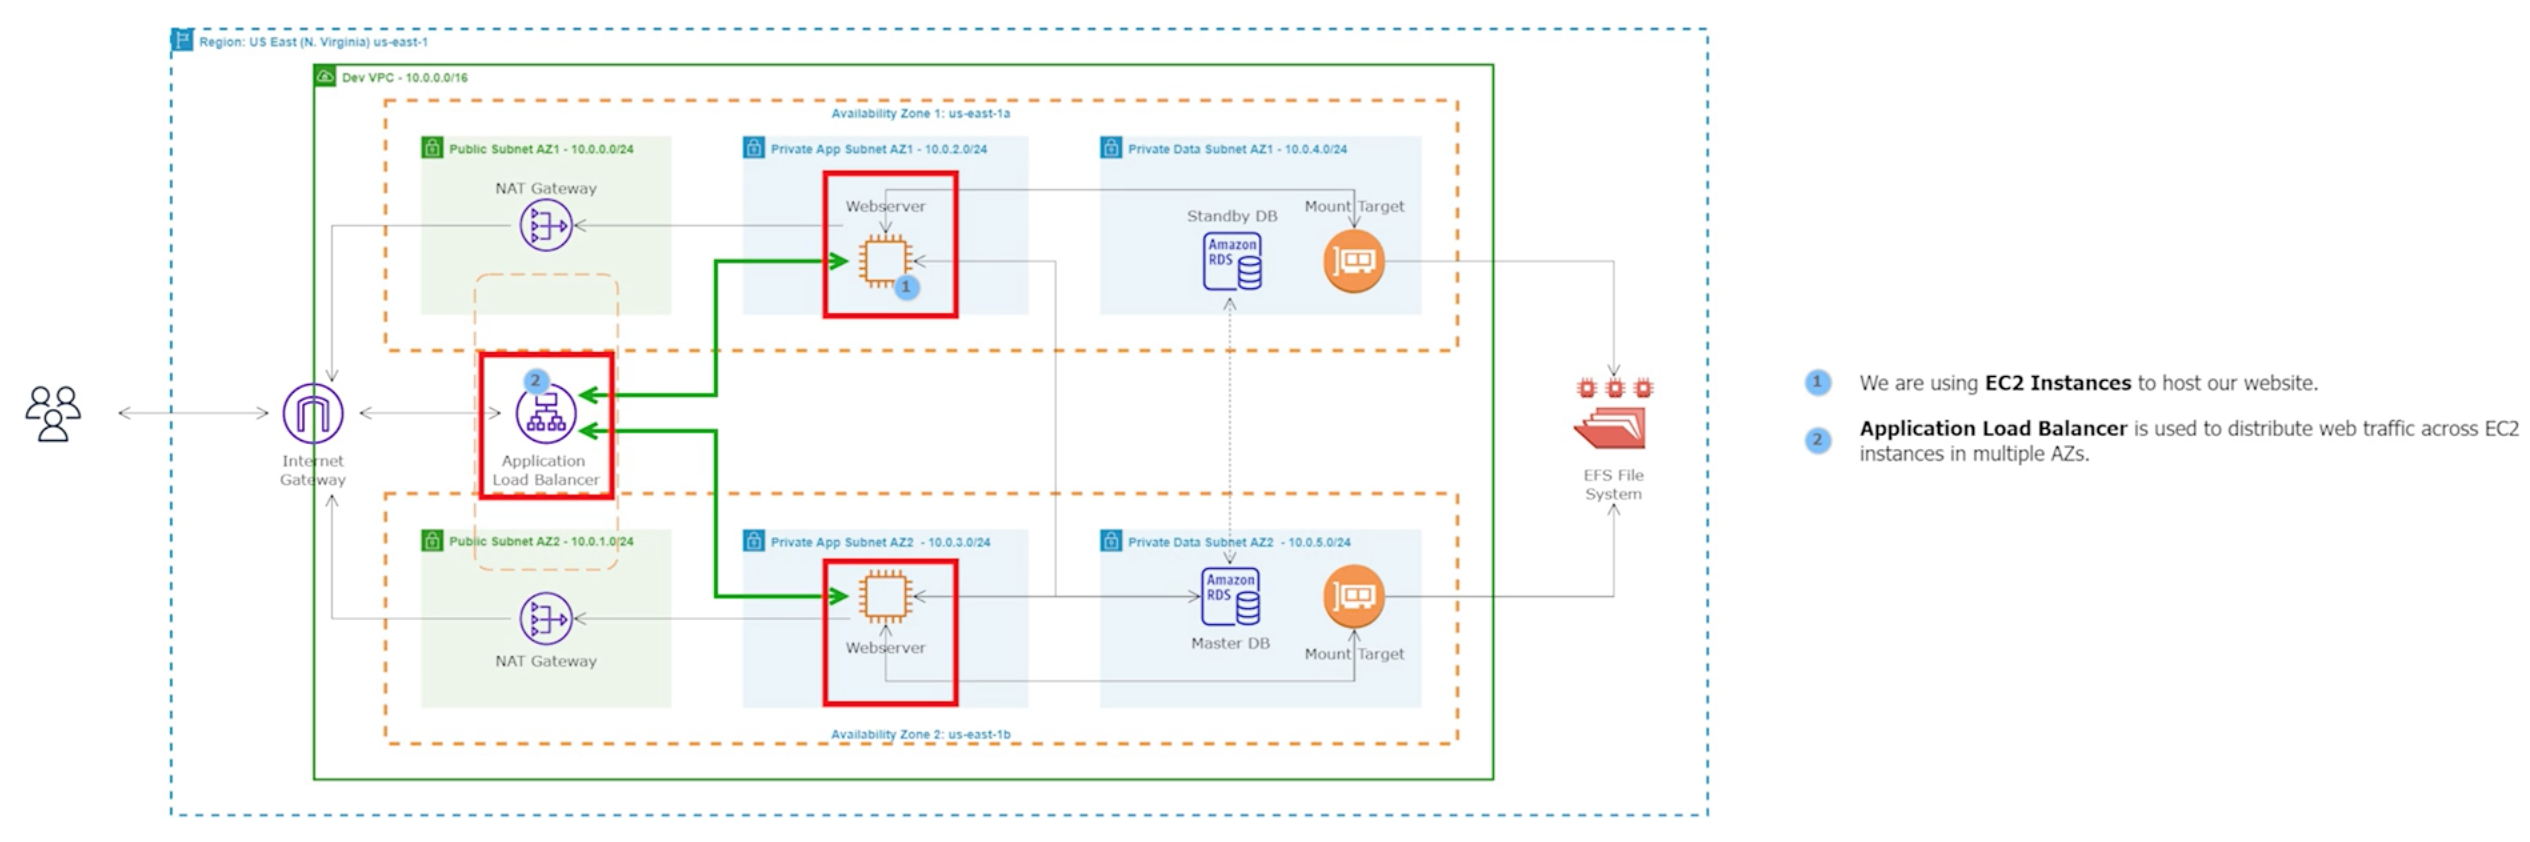 Region: US East (N. Virginia) us-east-1
Dev VPC - 10.0.0.0/16
Availability Zone 1: us-east-1a
Public Subnet AZ1 - 10.0.0.0/24
Private App Subnet AZ1 - 10.0.2.0/24
Private Data Subnet AZ1 - 10.0.4.0/24
NAT Gateway
Webserver
1
Standby DB
Amazon
RDS
Mount Target
2
Application
Load Balancer
Internet
Gateway
EFS File
System
Public Subnet AZ2 - 10.0.1.0/24
Private App Subnet AZ2 - 10.0.3.0/24
Private Data Subnet AZ2 - 10.0.5.0/24
NAT Gateway
Webserver
Amazon
RDS
Master DB
Mount Target
Availability Zone 2: us-east-1b
1
We are using EC2 Instances to host our website.
2
Application Load Balancer is used to distribute web traffic across EC2
instances in multiple AZs.